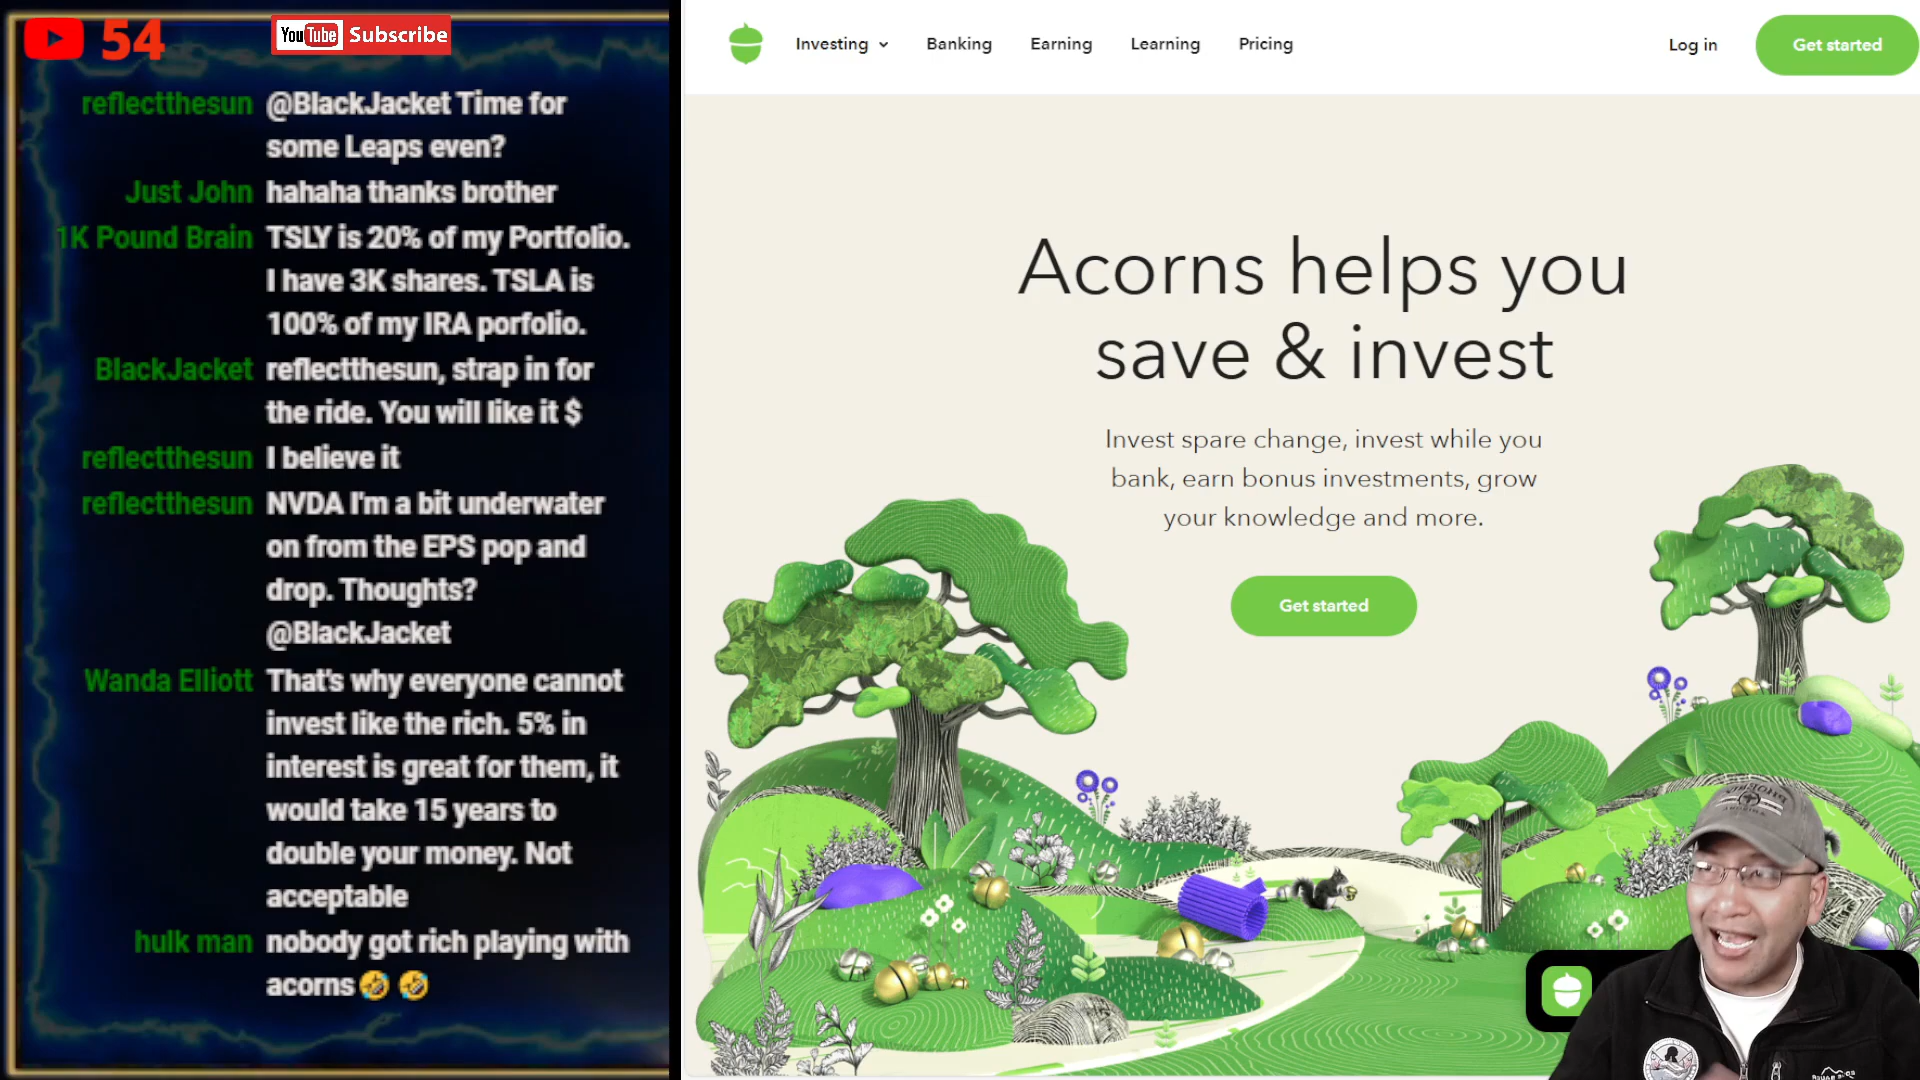 54
YouTube Subscribe
reflectthesun @BlackJacket Time for
some Leaps even?
Just John hahaha thanks brother
1K Pound Brain TSLY is 20% of my Portfolio.
I have 3K shares. TSLA is
100% of my IRA porfolio.
BlackJacket reflectthesun, strap in for
the ride. You will like it $
reflectthesun I believe it
reflectthesun NVDA I'm a bit underwater
on from the EPS pop and
drop. Thoughts?
@BlackJacket
Wanda Elliott That's why everyone cannot
invest like the rich. 5% in
interest is great for them, it
would take 15 years to
double your money. Not
acceptable
hulk man nobody got rich playing with
acorns🤣 🤣
Investing Banking Earning Learning Pricing Log in Get started
Acorns helps you
save & invest
Invest spare change, invest while you
bank, earn bonus investments, grow
your knowledge and more.
Get started